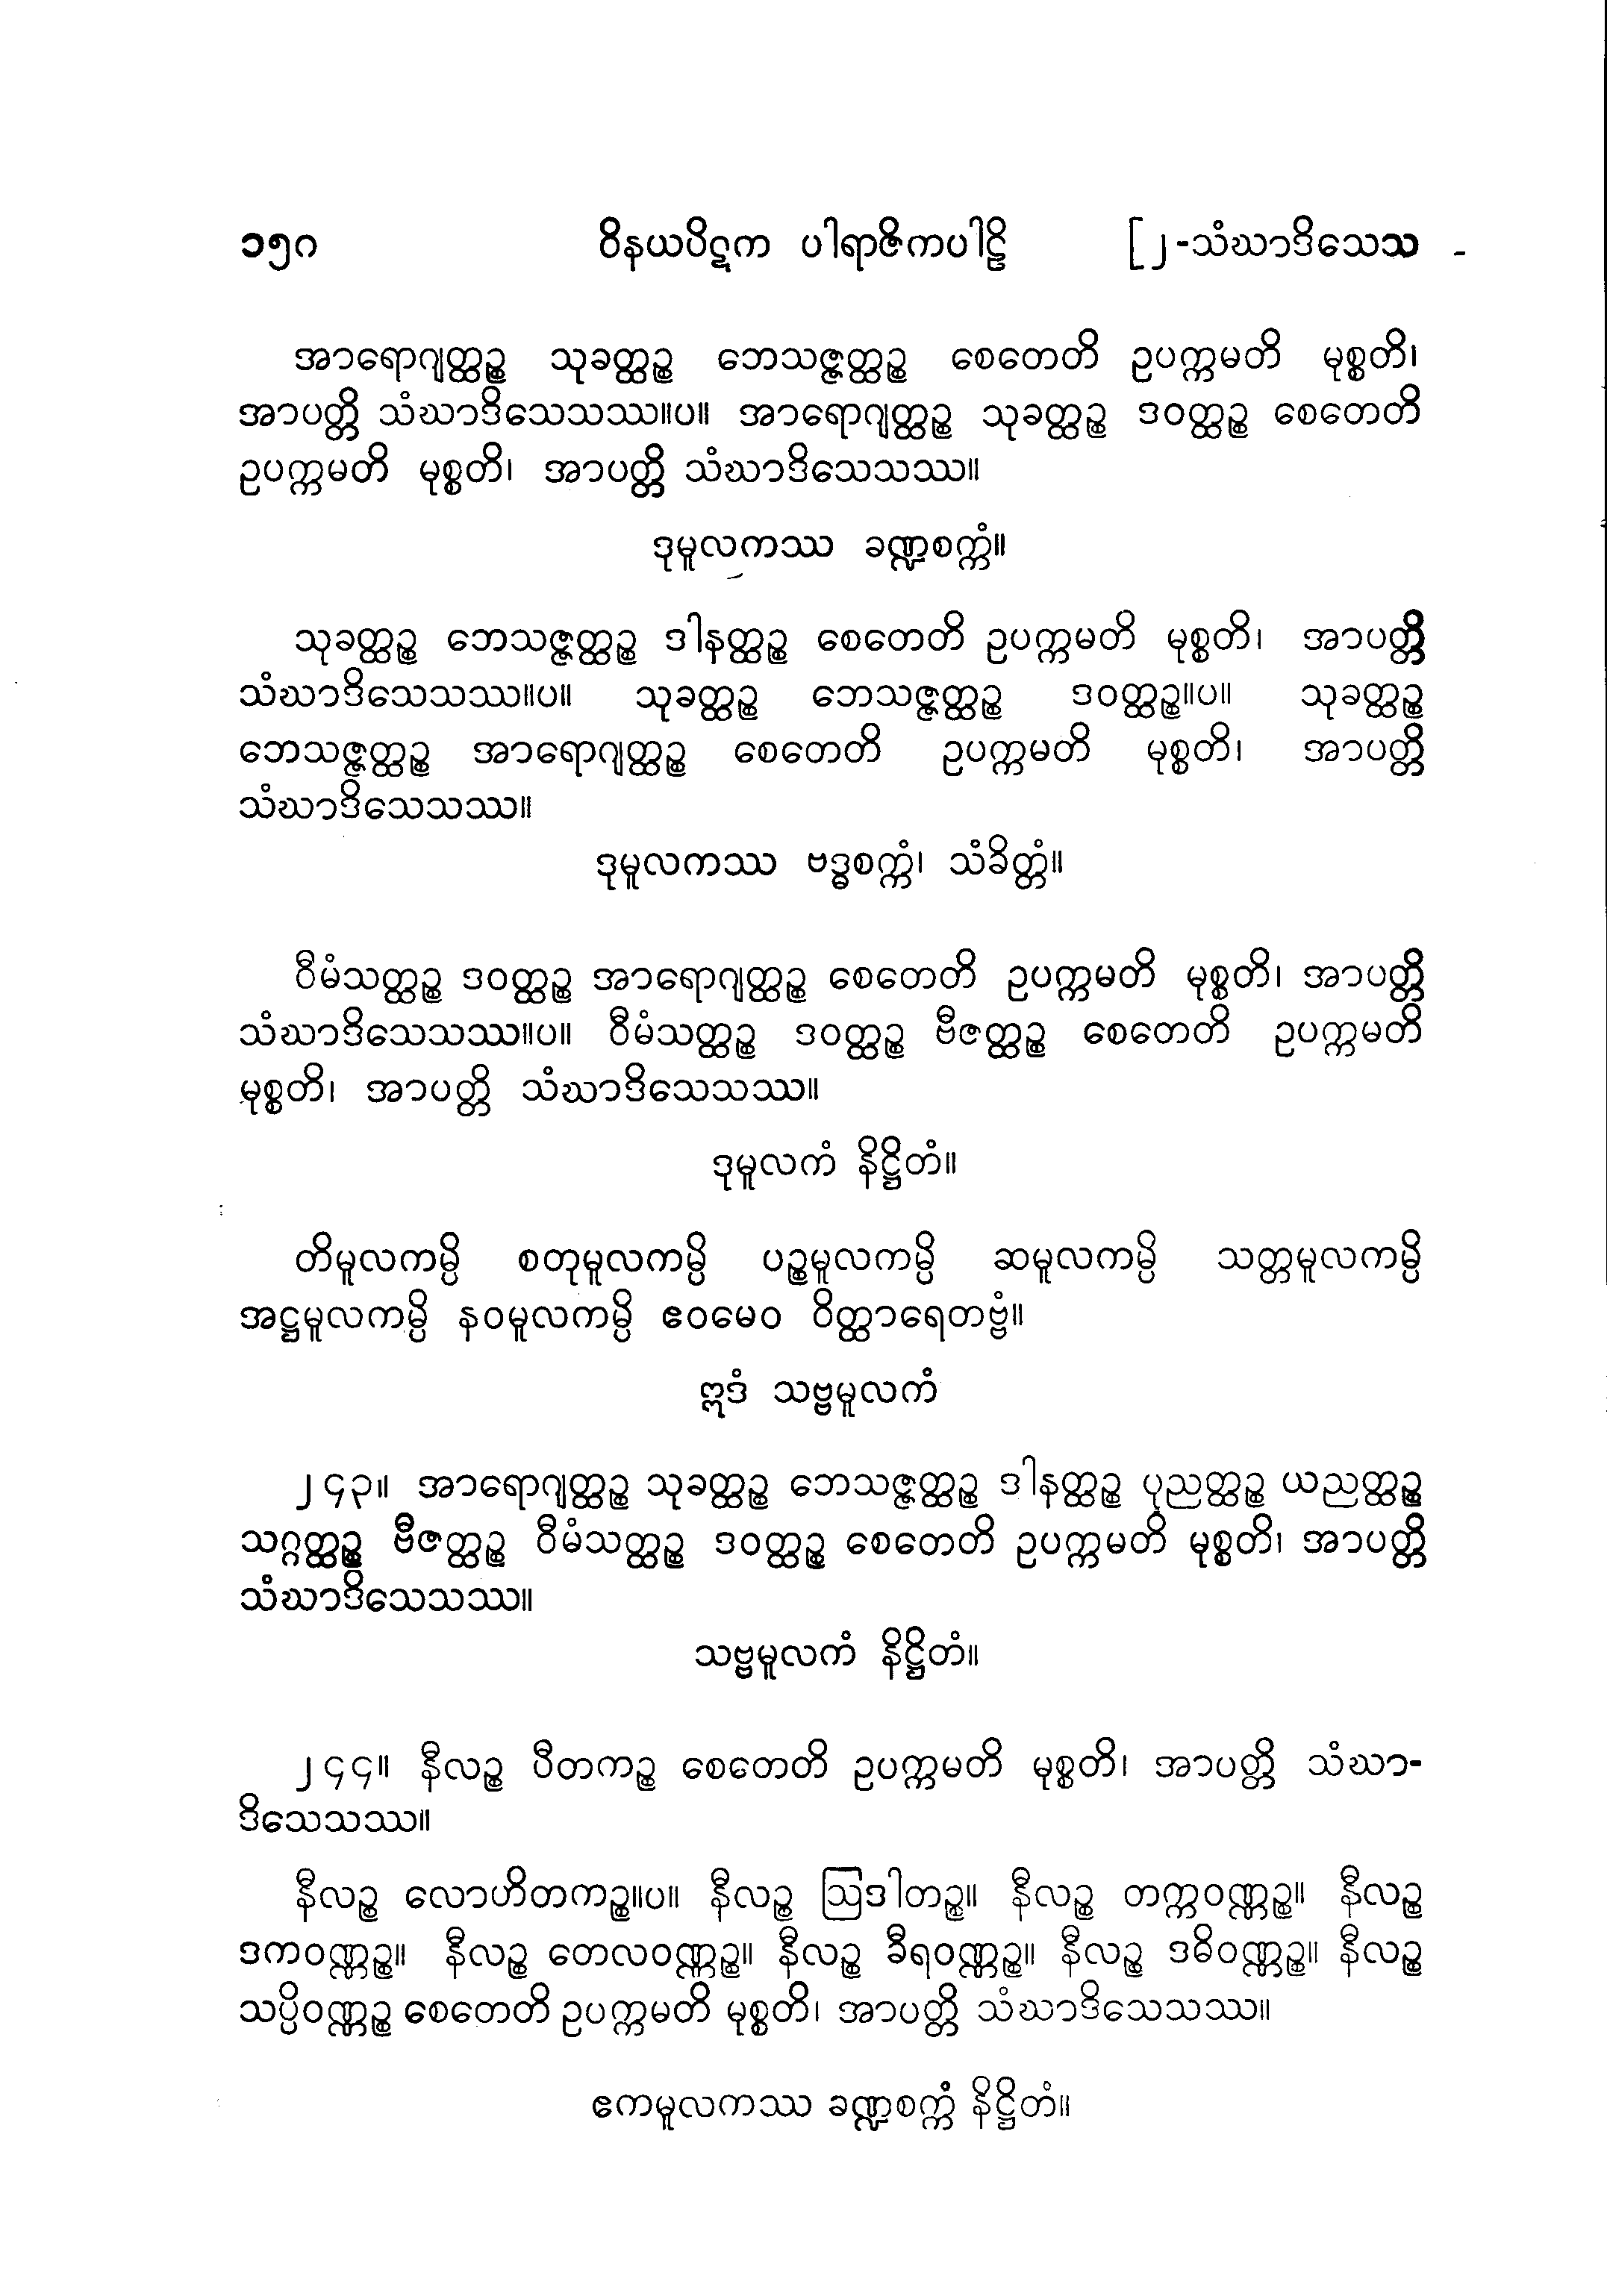 ၁၅ဂ ဝိနယပိဋက ပါရာဇိကပါဠိ [၂-သံဃာဒိသေသ
အာရောဂျတ္ထဉ္စ သုခတ္ထဉ္စ ဘေသဇ္ဇတ္ထဉ္စ စေတေတိ ဥပက္ကမတိ မုစ္စတိ၊
အာပတ္တိ သံဃာဒိသေသဿ။ပ။ အာရောဂျတ္ထဉ္စ သုခတ္ထဉ္စ ဒဝတ္ထဉ္စ စေတေတိ
ဥပက္ကမတိ မုစ္စတိ၊ အာပတ္တိ သံဃာဒိသေသဿ။
ဒုမူလကဿ ခဏ္ဍစက္ကံ။
သုခတ္ထဉ္စ ဘေသဇ္ဇတ္ထဉ္စ ဒါနတ္ထဉ္စ စေတေတိ ဥပက္ကမတိ မုစ္စတိ၊ အာပတ္တိ
သံဃာဒိသေသဿ။ပ။ သုခတ္ထဉ္စ ဘေသဇ္ဇတ္ထဉ္စ ဒဝတ္ထဉ္စ။ပ။ သုခတ္ထဉ္စ
ဘေသဇ္ဇတ္ထဉ္စ အာရောဂျတ္ထဉ္စ စေတေတိ ဥပက္ကမတိ မုစ္စတိ၊ အာပတ္တိ
သံဃာဒိသေသဿ။
ဒုမူလကဿ ဗဒ္ဓစက္ကံ၊ သံခိတ္တံ။
ဝီမံသတ္ထဉ္စ ဒဝတ္ထဉ္စ အာရောဂျတ္ထဉ္စ စေတေတိ ဥပက္ကမတိ မုစ္စတိ၊ အာပတ္တိ
သံဃာဒိသေသဿ။ပ။ ဝီမံသတ္ထဉ္စ ဒဝတ္ထဉ္စ ဗီဇတ္ထဉ္စ စေတေတိ ဥပက္ကမတိ
မုစ္စတိ၊ အာပတ္တိ သံဃာဒိသေသဿ။
ဒုမူလကံ နိဋ္ဌိတံ။
တိမူလကမ္ပိ စတုမူလကမ္ပိ ပဉ္စမူလကမ္ပိ ဆမူလကမ္ပိ သတ္တမူလကမ္ပိ
အဋ္ဌမူလကမ္ပိ နဝမူလကမ္ပိ ဧဝမေဝ ဝိတ္ထာရေတဗ္ဗံ။
ဣဒံ သဗ္ဗမူလကံ
၂၄၃။ အာရောဂျတ္ထဉ္စ သုခတ္ထဉ္စ ဘေသဇ္ဇတ္ထဉ္စ ဒါနတ္ထဉ္စ ပုညတ္ထဉ္စ ယညတ္ထဉ္စ
သဂ္ဂတ္ထဉ္စ ဗီဇတ္ထဉ္စ ဝီမံသတ္ထဉ္စ ဒဝတ္ထဉ္စ စေတေတိ ဥပက္ကမတိ မုစ္စတိ၊ အာပတ္တိ
သံဃာဒိသေသဿ။
သဗ္ဗမူလကံ နိဋ္ဌိတံ။
၂၄၄။ နီလဉ္စ ပီတကဉ္စ စေတေတိ ဥပက္ကမတိ မုစ္စတိ၊ အာပတ္တိ သံဃာ-
ဒိသေသဿ။
နီလဉ္စ လောဟိတကဉ္စ။ပ။ နီလဉ္စ ဩဒါတဉ္စ။ နီလဉ္စ တက္ကဝဏ္ဏဉ္စ။ နီလဉ္စ
ဒကဝဏ္ဏဉ္စ။ နီလဉ္စ တေလဝဏ္ဏဉ္စ။ နီလဉ္စ ခီရဝဏ္ဏဉ္စ။ နီလဉ္စ ဒဓိဝဏ္ဏဉ္စ။ နီလဉ္စ
သပ္ပိဝဏ္ဏဉ္စ စေတေတိ ဥပက္ကမတိ မုစ္စတိ၊ အာပတ္တိ သံဃာဒိသေသဿ။
ဧကမူလကဿ ခဏ္ဍစက္ကံ နိဋ္ဌိတံ။